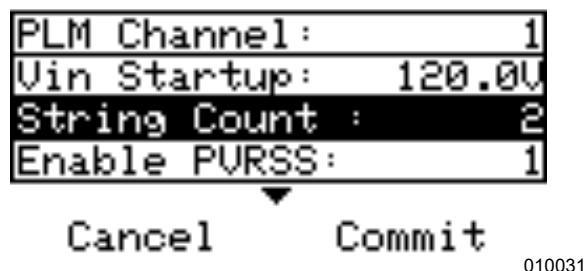 PLM Channel: 1
Vin Startup: 120.0V
String Count : 2
Enable PVRSS: 1
Cancel Commit
010031